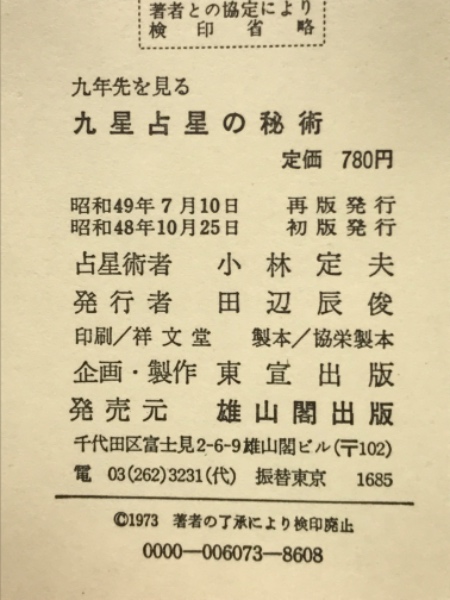 著者との協定により
検印省略
九年先を見る
九星占星の秘術
定価 780円
昭和49年7月10日 再版発行
昭和48年10月25日 初版発行
占星術者 小林定夫
発行者 田辺辰俊
印刷/祥文堂 製本/協栄製本
企画・製作 東宣出版
発売元 雄山閣出版
千代田区富士見2-6-9雄山閣ビル(〒102)
電 03(262)3231(代) 振替東京 1685
©1973 著者の了承により検印廃止
0000—006073—8608